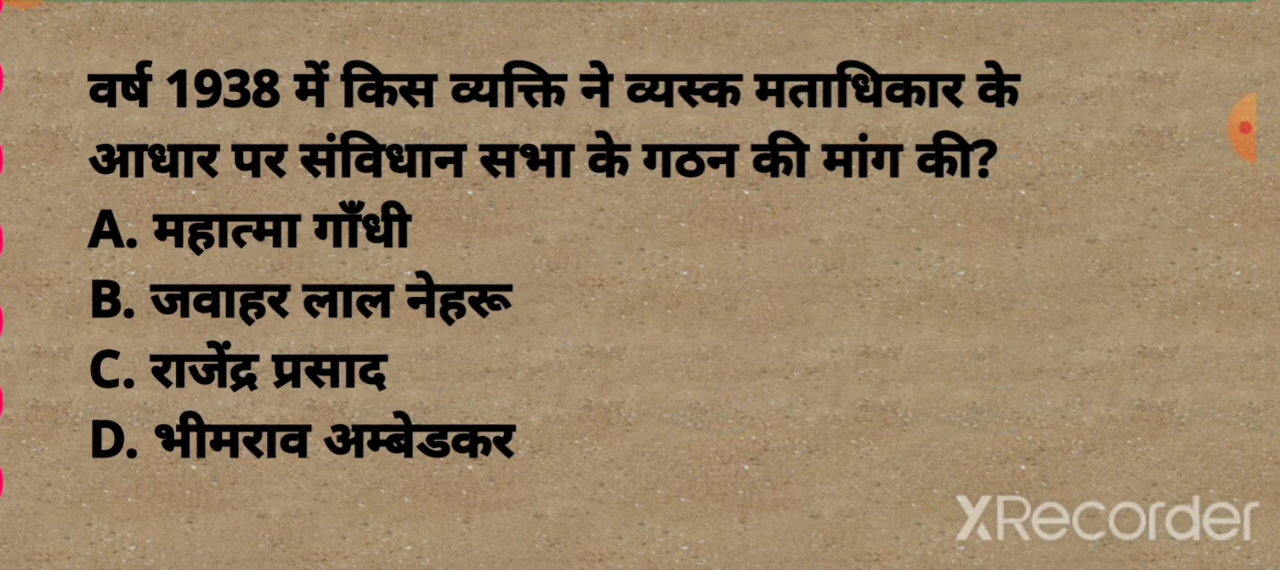 वर्ष 1938 में किस व्यक्ति ने व्यस्क मताधिकार के
आधार पर संविधान सभा के गठन की मांग की?
A. महात्मा गाँधी
B. जवाहर लाल नेहरू
C. राजेंद्र प्रसाद
D. भीमराव अम्बेडकर
XRecorder